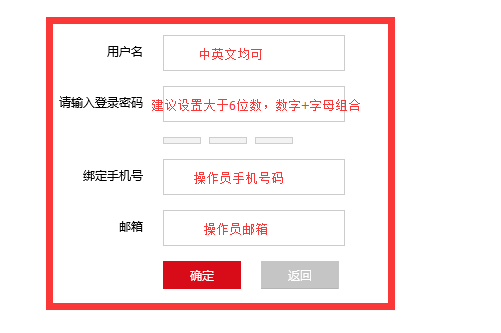 用户名 中英文均可
请输入登录密码 建议设置大于6位数，数字+字母组合
绑定手机号 操作员手机号码
邮箱 操作员邮箱
确定 返回